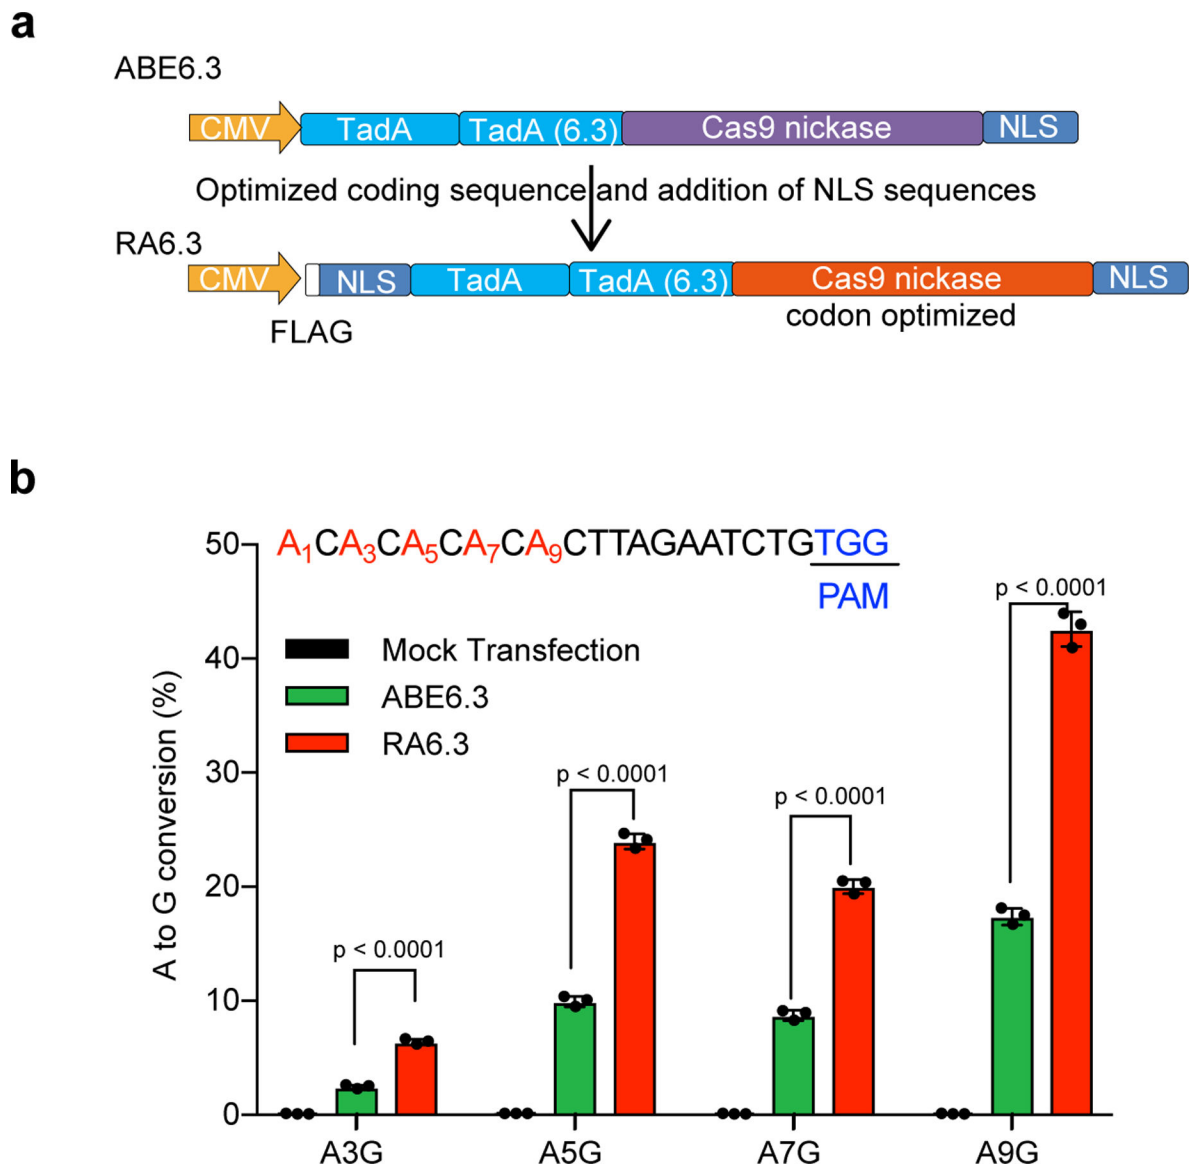 a
ABE6.3
CMV TadA TadA (6.3) Cas9 nickase NLS
Optimized coding sequence and addition of NLS sequences
RA6.3
CMV NLS TadA TadA (6.3) Cas9 nickase NLS
codon optimized
FLAG
b
A1CA3CA5CA7CA9CTTAGAATCTGTGG
PAM
Mock Transfection
ABE6.3
RA6.3
A to G conversion (%)
50
40
30
20
10
0
p < 0.0001
p < 0.0001
p < 0.0001
p < 0.0001
A3G A5G A7G A9G